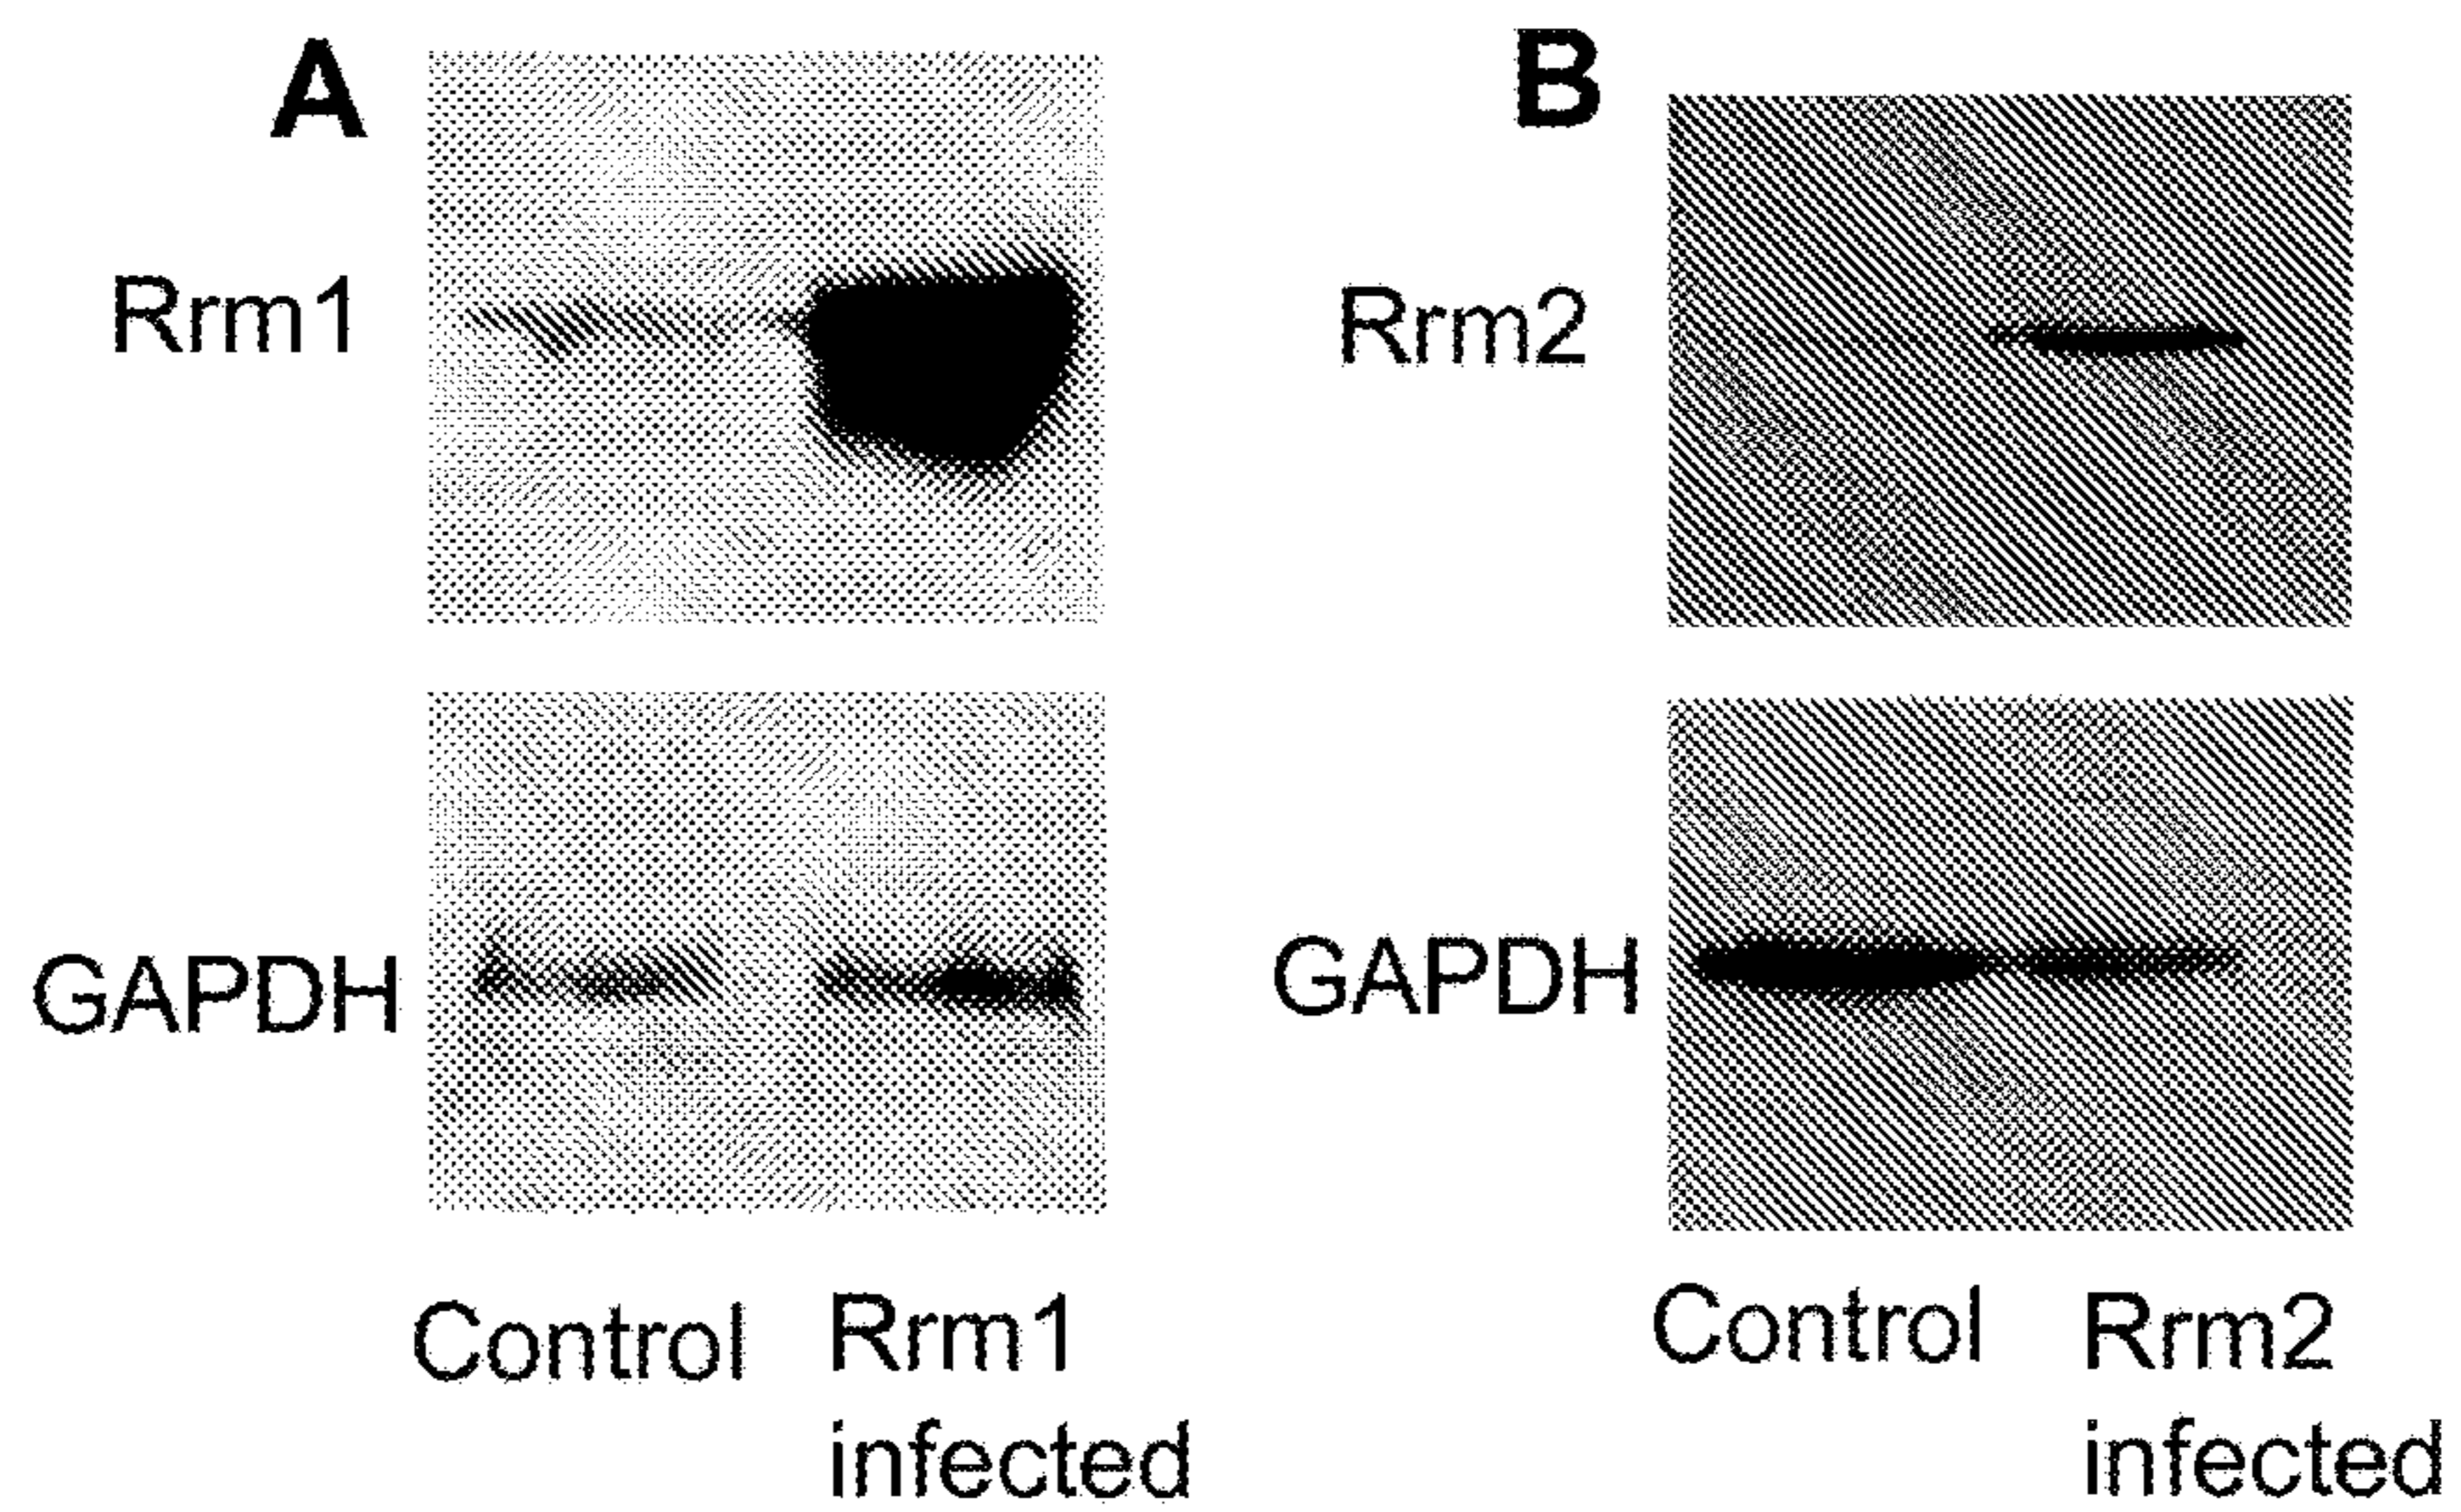 A
B
Rrm1
Rrm2
GAPDH
GAPDH
Control
Rrm1
infected
Control
Rrm2
infected